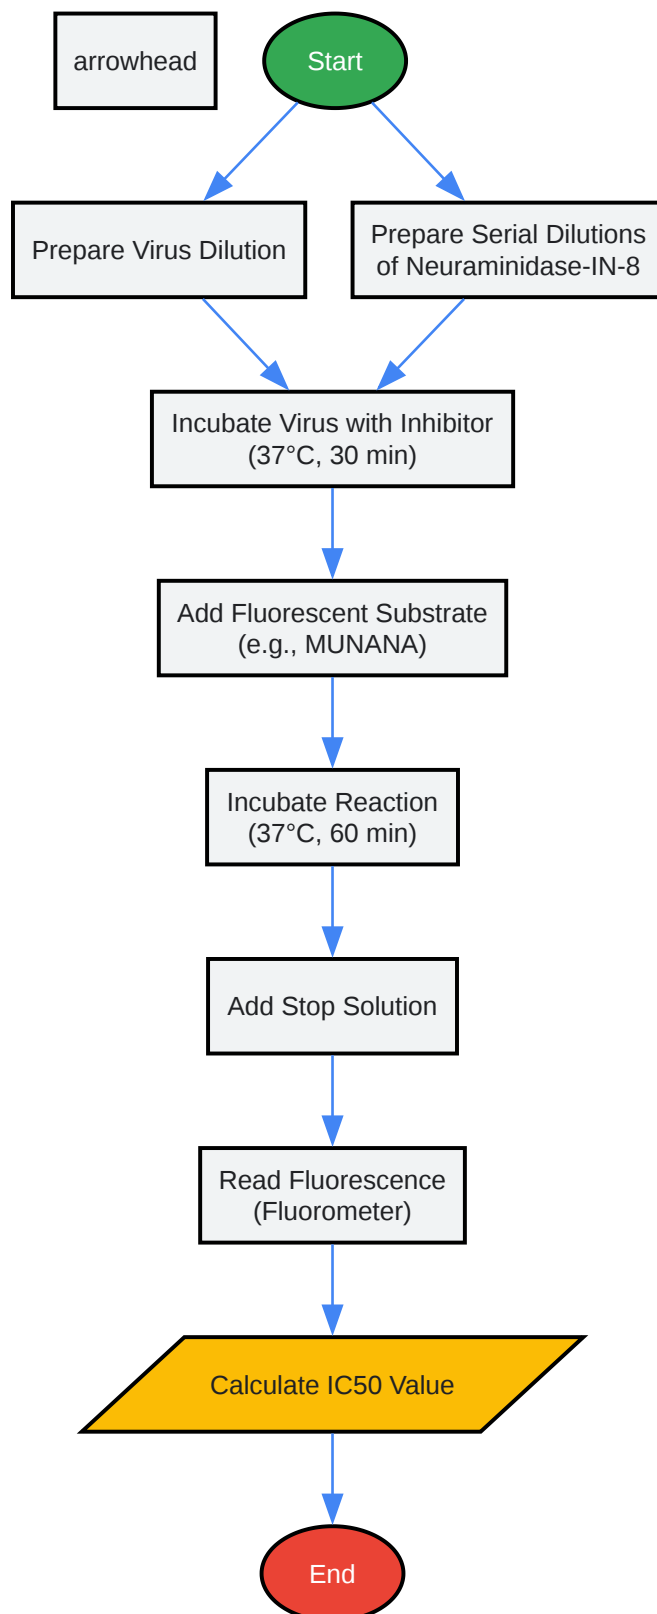 arrowhead
Start
Prepare Virus Dilution
Prepare Serial Dilutions
of Neuraminidase-IN-8
Incubate Virus with Inhibitor
(37°C, 30 min)
Add Fluorescent Substrate
(e.g., MUNANA)
Incubate Reaction
(37°C, 60 min)
Add Stop Solution
Read Fluorescence
(Fluorometer)
Calculate IC50 Value
End